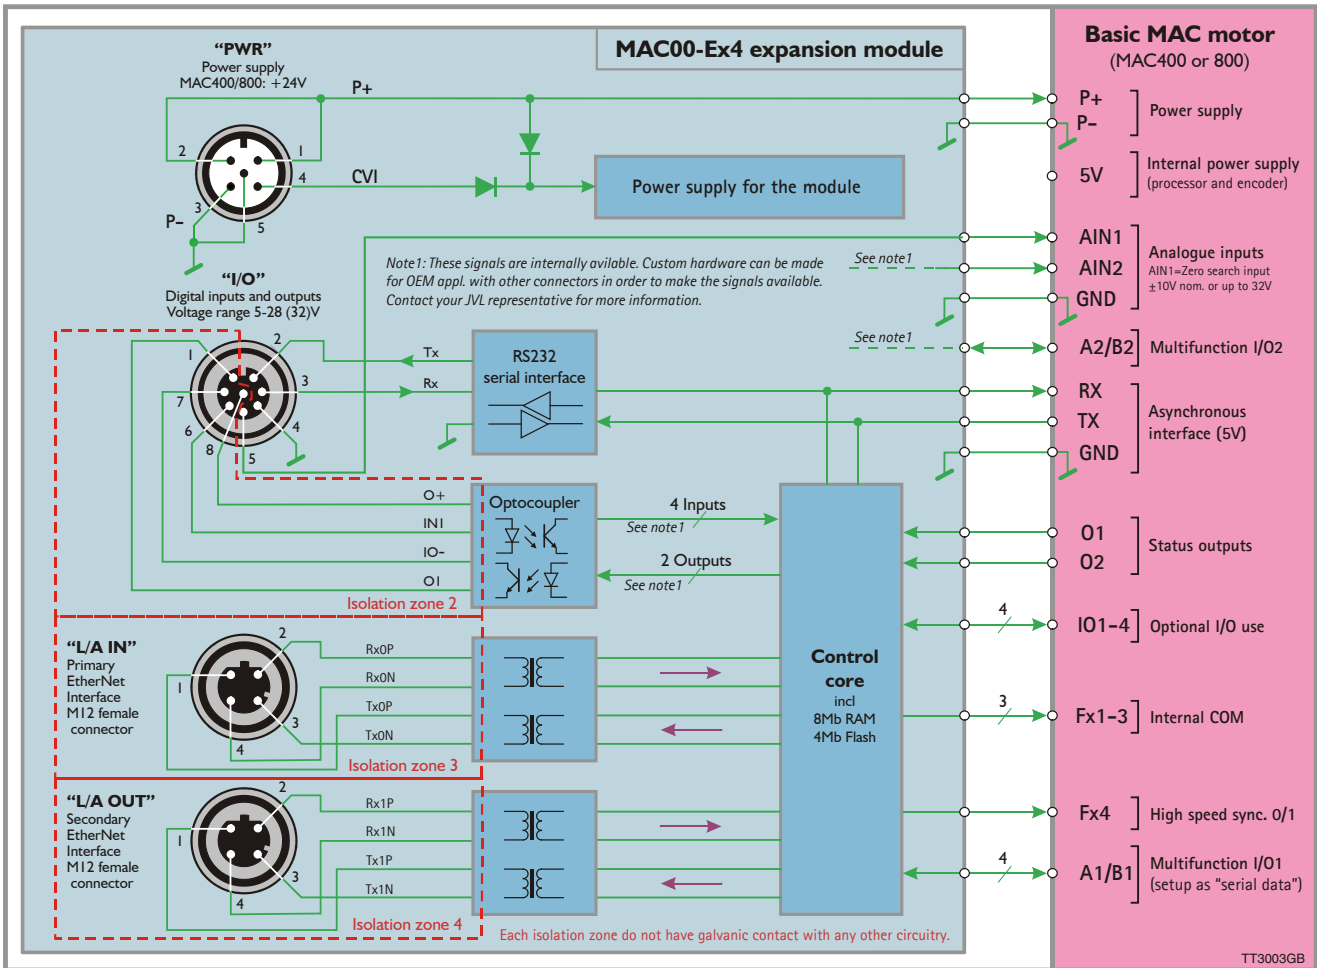 MAC00-Ex4 expansion module
Basic MAC motor
(MAC400 or 800)
"PWR"
Power supply
MAC400/800: +24V
P+
2
1
4
3
5
CVI
P-
Power supply for the module
P+
P-
Power supply
5V
Internal power supply
(processor and encoder)
AIN1
AIN2
GND
Analogue inputs
AIN1=Zero search input
±10V nom. or up to 32V
Note1: These signals are internally avilable. Custom hardware can be made
for OEM appl. with other connectors in order to make the signals available.
Contact your JVL representative for more information.
See note1
See note1
A2/B2
Multifunction I/O2
"I/O"
Digital inputs and outputs
Voltage range 5-28 (32)V
1
2
3
7
6
8
4
5
Tx
Rx
RS232
serial interface
RX
TX
GND
Asynchronous
interface (5V)
O+
IN1
IO-
O1
Isolation zone 2
Optocoupler
4 Inputs
See note1
2 Outputs
See note1
O1
O2
Status outputs
4
IO1-4
Optional I/O use
"L/A IN"
Primary
EtherNet
Interface
M12 female
connector
1
2
3
4
Rx0P
Rx0N
Tx0P
Tx0N
Isolation zone 3
Control
core
incl
8Mb RAM
4Mb Flash
3
Fx1-3
Internal COM
"L/A OUT"
Secondary
EtherNet
Interface
M12 female
connector
1
2
3
4
Rx1P
Rx1N
Tx1P
Tx1N
Isolation zone 4
Fx4
High speed sync. 0/1
4
A1/B1
Multifunction I/O1
(setup as "serial data")
Each isolation zone do not have galvanic contact with any other circuitry.
TT3003GB